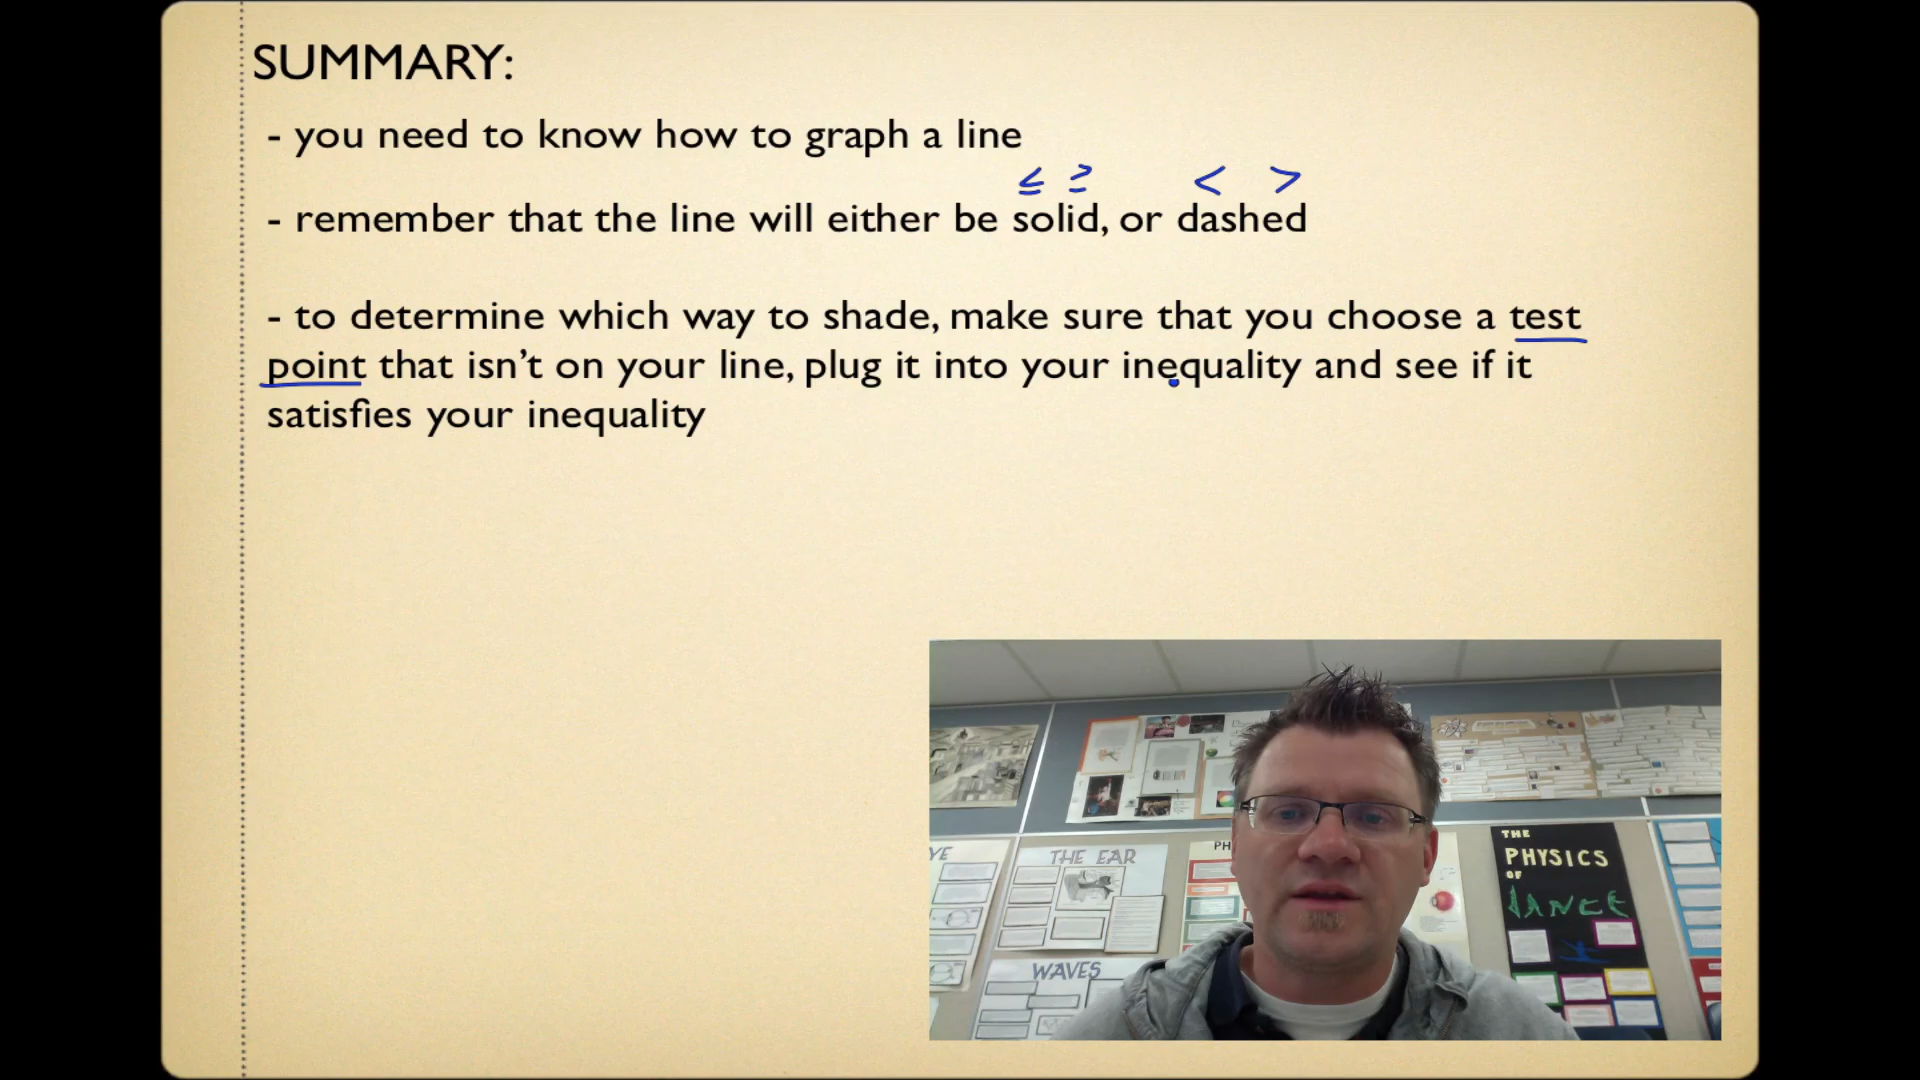 SUMMARY:
- you need to know how to graph a line
≤ ≥ < >
- remember that the line will either be solid, or dashed
- to determine which way to shade, make sure that you choose a test
point that isn't on your line, plug it into your inequality and see if it
satisfies your inequality
THE
PHYSICS
OF
DANCE
YE
THE EAR
PH
WAVES